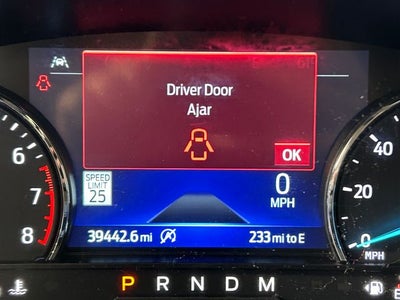 Driver Door
Ajar
OK
SPEED
LIMIT
25
0
MPH
39442.6 mi
233 mi to E
6
7
8
40
20
0
MPH
P R N D M
E